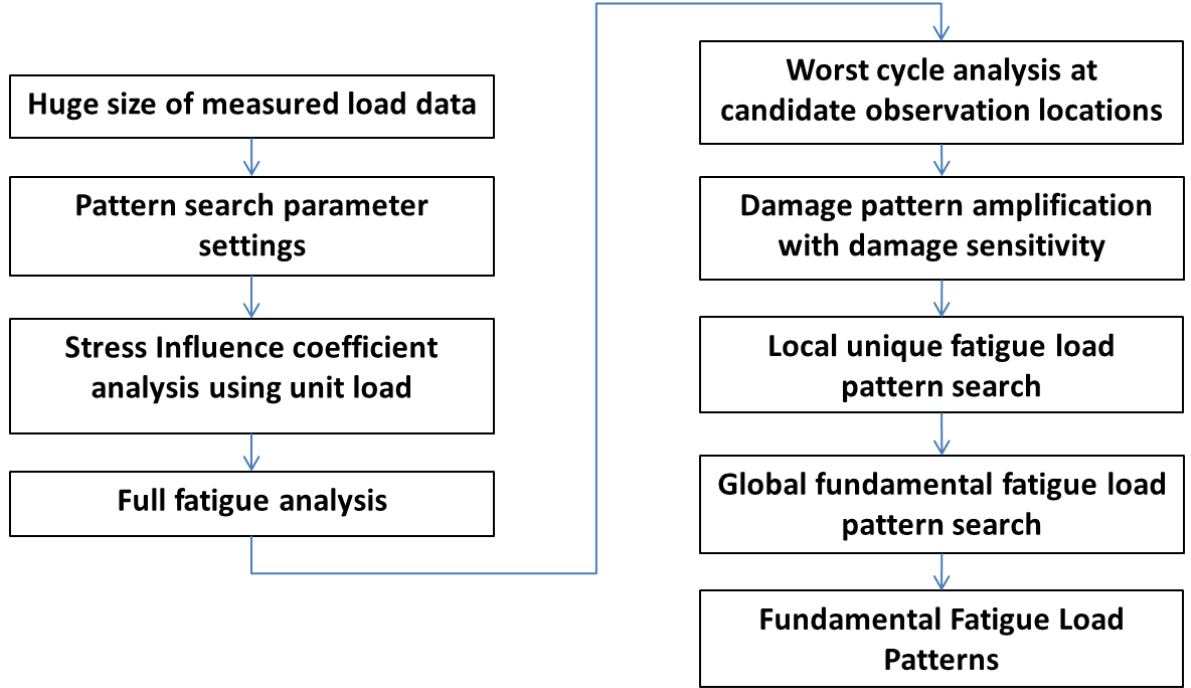 Huge size of measured load data
Pattern search parameter
settings
Stress Influence coefficient
analysis using unit load
Full fatigue analysis
Worst cycle analysis at
candidate observation locations
Damage pattern amplification
with damage sensitivity
Local unique fatigue load
pattern search
Global fundamental fatigue load
pattern search
Fundamental Fatigue Load
Patterns